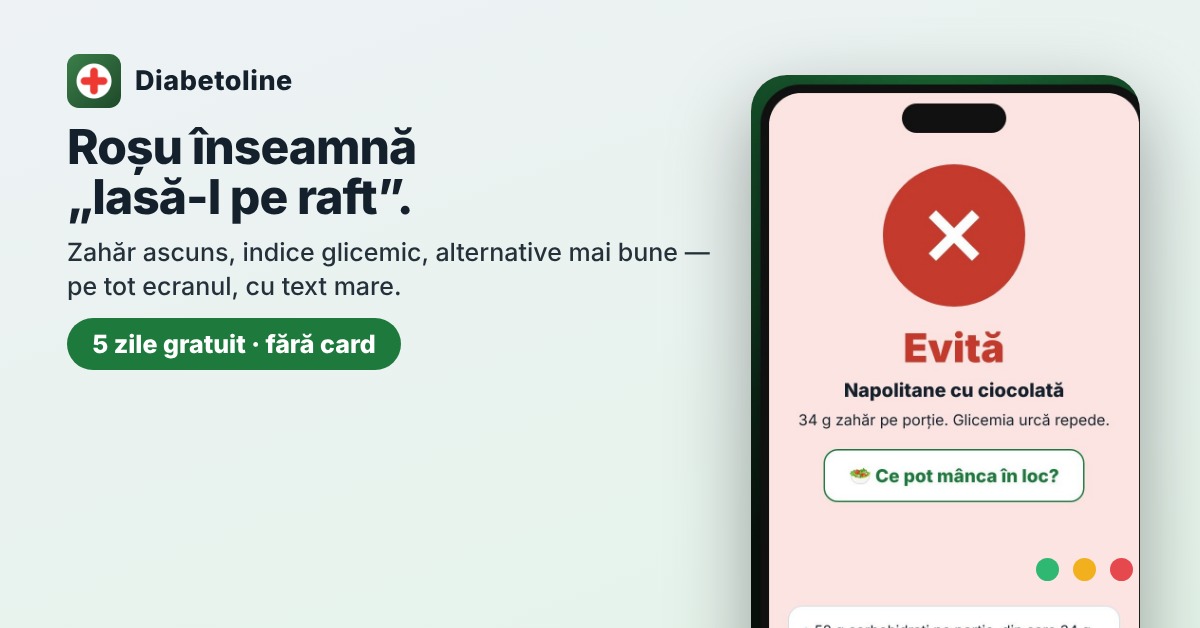 Diabetoline
Roșu înseamnă
„lasă-l pe raft”.
Zahăr ascuns, indice glicemic, alternative mai bune —
pe tot ecranul, cu text mare.
5 zile gratuit · fără card
Evită
Napolitane cu ciocolată
34 g zahăr pe porție. Glicemia urcă repede.
🥗 Ce pot mânca în loc?